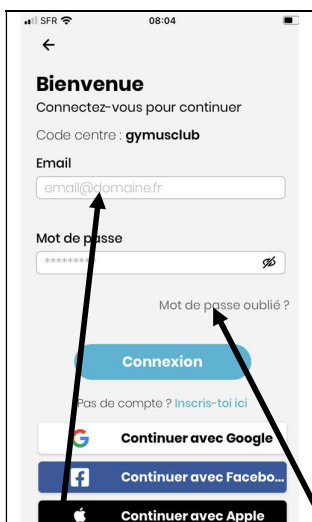 SFR 08:04
Bienvenue
Connectez-vous pour continuer
Code centre : gymusclub
Email
email@domaine.fr
Mot de passe
*********
Mot de passe oublié ?
Connexion
Pas de compte ? Inscris-toi ici
Continuer avec Google
Continuer avec Facebo...
Continuer avec Apple